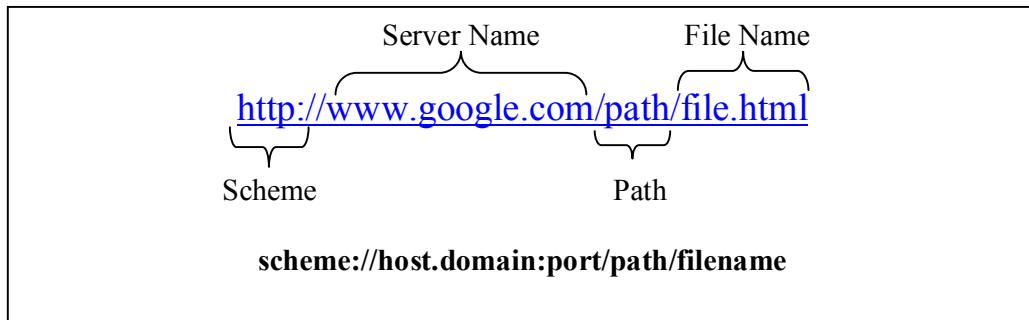 Server Name File Name
http://www.google.com/path/file.html
Scheme Path
scheme://host.domain:port/path/filename